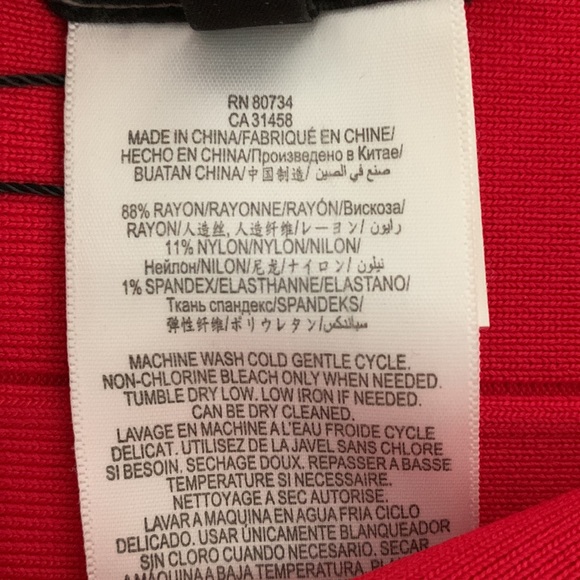 RN 80734
CA 31458
MADE IN CHINA/FABRIQUÉ EN CHINE/
HECHO EN CHINA/Произведено в Китае/
BUATAN CHINA/中国制造/ صنع في الصين
88% RAYON/RAYONNE/RAYÓN/Вискоза/
RAYON/人造丝, 人造纤维/レーヨン/ رايون
11% NYLON/NYLON/NILON/
Нейлон/NILON/尼龙/ナイロン/ نيلون
1% SPANDEX/ELASTHANNE/ELASTANO/
Ткань спандекс/SPANDEKS/
弹性纤维/ポリウレタン/ سباندكس
MACHINE WASH COLD GENTLE CYCLE.
NON-CHLORINE BLEACH ONLY WHEN NEEDED.
TUMBLE DRY LOW. LOW IRON IF NEEDED.
CAN BE DRY CLEANED.
LAVAGE EN MACHINE A L'EAU FROIDE CYCLE
DELICAT. UTILISEZ DE LA JAVEL SANS CHLORE
SI BESOIN. SECHAGE DOUX. REPASSER A BASSE
TEMPERATURE SI NECESSAIRE.
NETTOYAGE A SEC AUTORISE.
LAVAR A MAQUINA EN AGUA FRIA CICLO
DELICADO. USAR ÚNICAMENTE BLANQUEADOR
SIN CLORO CUANDO NECESARIO. SECAR
A MAQUINA A BAJA TEMPERATURA.